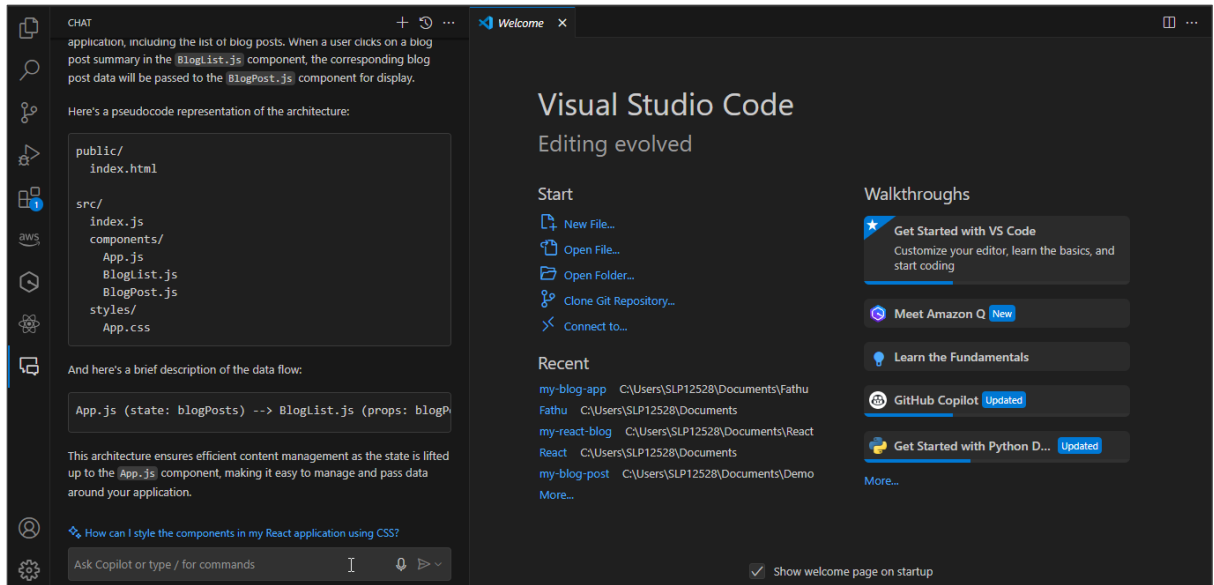 CHAT
application, including the list of blog posts. When a user clicks on a blog
post summary in the BlogList.js component, the corresponding blog
post data will be passed to the BlogPost.js component for display.
Here's a pseudocode representation of the architecture:
public/
index.html
src/
index.js
components/
App.js
BlogList.js
BlogPost.js
styles/
App.css
And here's a brief description of the data flow:
App.js (state: blogPosts) --> BlogList.js (props: blogP
This architecture ensures efficient content management as the state is lifted
up to the App.js component, making it easy to manage and pass data
around your application.
How can I style the components in my React application using CSS?
Ask Copilot or type / for commands
1
aws
Welcome
Visual Studio Code
Editing evolved
Start
New File...
Open File...
Open Folder...
Clone Git Repository...
Connect to...
Recent
my-blog-app C:\Users\SLP12528\Documents\Fathu
Fathu C:\Users\SLP12528\Documents
my-react-blog C:\Users\SLP12528\Documents\React
React C:\Users\SLP12528\Documents
my-blog-post C:\Users\SLP12528\Documents\Demo
More...
Walkthroughs
Get Started with VS Code
Customize your editor, learn the basics, and
start coding
Meet Amazon Q New
Learn the Fundamentals
GitHub Copilot Updated
Get Started with Python D... Updated
More...
Show welcome page on startup